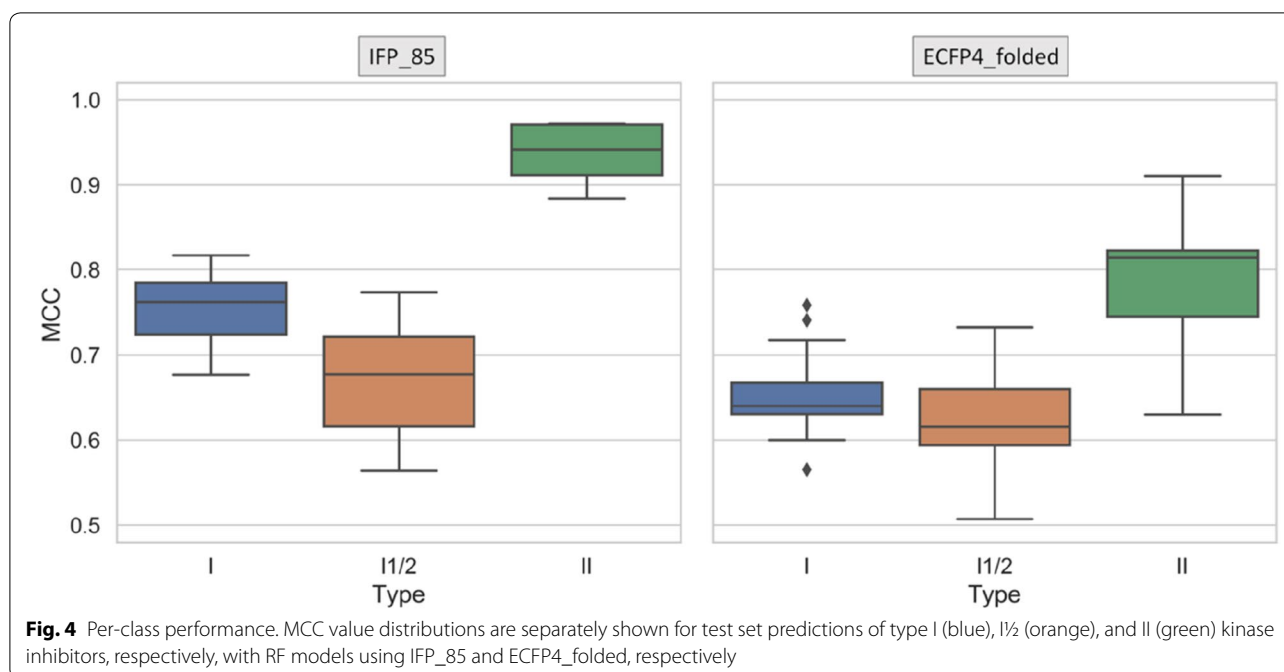 IFP_85 ECFP4_folded
1.0
0.9
0.8
0.7
0.6
0.5
MCC
I I1/2 II I I1/2 II
Type Type
Fig. 4 Per-class performance. MCC value distributions are separately shown for test set predictions of type I (blue), I½ (orange), and II (green) kinase
inhibitors, respectively, with RF models using IFP_85 and ECFP4_folded, respectively